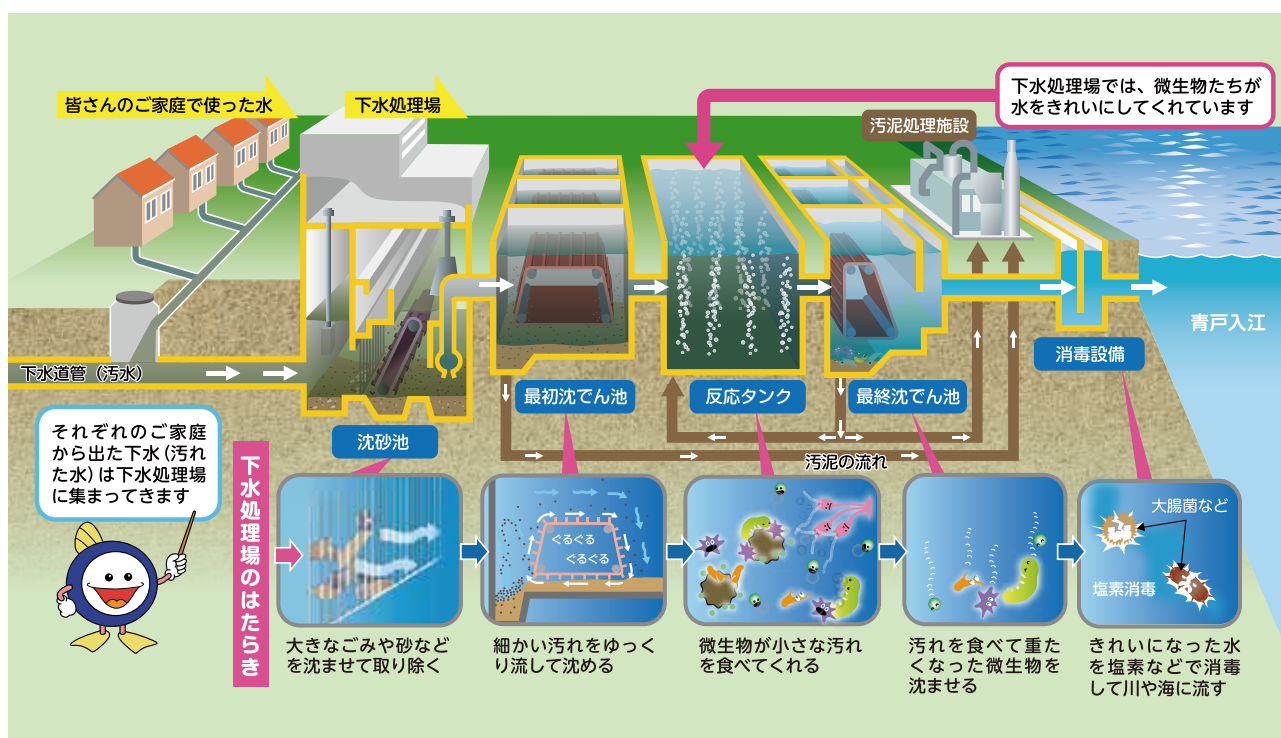 皆さんのご家庭で使った水
下水処理場
下水処理場では、微生物たちが
水をきれいにしてくれています
汚泥処理施設
青戸入江
下水道管（汚水）
消毒設備
最初沈でん池
反応タンク
最終沈でん池
沈砂池
汚泥の流れ
それぞれのご家庭
から出た下水（汚れ
た水）は下水処理場
に集まってきます
下水処理場のはたらき
ぐるぐる
ぐるぐる
大腸菌など
塩素消毒
大きなごみや砂など
を沈ませて取り除く
細かい汚れをゆっく
り流して沈める
微生物が小さな汚れ
を食べてくれる
汚れを食べて重た
くなった微生物を
沈ませる
きれいになった水
を塩素などで消毒
して川や海に流す